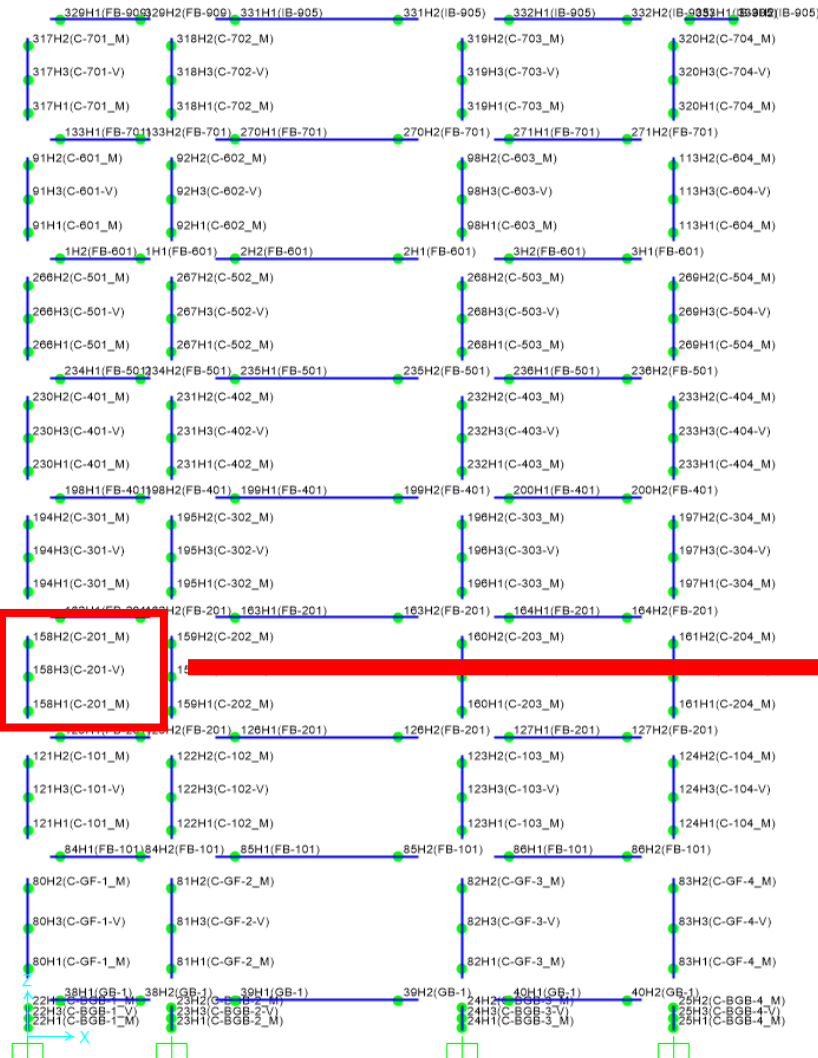 329H1(FB-909) 329H2(FB-909) 331H1(IB-905) 331H2(IB-905) 332H1(IB-905) 332H2(IB-905)
317H2(C-701_M) 318H2(C-702_M) 319H2(C-703_M) 320H2(C-704_M)
317H3(C-701-V) 318H3(C-702-V) 319H3(C-703-V) 320H3(C-704-V)
317H1(C-701_M) 318H1(C-702_M) 319H1(C-703_M) 320H1(C-704_M)
133H1(FB-701) 133H2(FB-701) 270H1(FB-701) 270H2(FB-701) 271H1(FB-701) 271H2(FB-701)
91H2(C-601_M) 92H2(C-602_M) 98H2(C-603_M) 113H2(C-604_M)
91H3(C-601-V) 92H3(C-602-V) 98H3(C-603-V) 113H3(C-604-V)
91H1(C-601_M) 92H1(C-602_M) 98H1(C-603_M) 113H1(C-604_M)
1H2(FB-601) 1H1(FB-601) 2H2(FB-601) 2H1(FB-601) 3H2(FB-601) 3H1(FB-601)
266H2(C-501_M) 267H2(C-502_M) 268H2(C-503_M) 269H2(C-504_M)
266H3(C-501-V) 267H3(C-502-V) 268H3(C-503-V) 269H3(C-504-V)
266H1(C-501_M) 267H1(C-502_M) 268H1(C-503_M) 269H1(C-504_M)
234H1(FB-501) 234H2(FB-501) 235H1(FB-501) 235H2(FB-501) 236H1(FB-501) 236H2(FB-501)
230H2(C-401_M) 231H2(C-402_M) 232H2(C-403_M) 233H2(C-404_M)
230H3(C-401-V) 231H3(C-402-V) 232H3(C-403-V) 233H3(C-404-V)
230H1(C-401_M) 231H1(C-402_M) 232H1(C-403_M) 233H1(C-404_M)
198H1(FB-401) 198H2(FB-401) 199H1(FB-401) 199H2(FB-401) 200H1(FB-401) 200H2(FB-401)
194H2(C-301_M) 195H2(C-302_M) 196H2(C-303_M) 197H2(C-304_M)
194H3(C-301-V) 195H3(C-302-V) 196H3(C-303-V) 197H3(C-304-V)
194H1(C-301_M) 195H1(C-302_M) 196H1(C-303_M) 197H1(C-304_M)
163H1(FB-201) 163H2(FB-201) 164H1(FB-201) 164H2(FB-201)
158H2(C-201_M) 159H2(C-202_M) 160H2(C-203_M) 161H2(C-204_M)
158H3(C-201-V)
158H1(C-201_M) 159H1(C-202_M) 160H1(C-203_M) 161H1(C-204_M)
126H1(FB-201) 126H2(FB-201) 127H1(FB-201) 127H2(FB-201)
121H2(C-101_M) 122H2(C-102_M) 123H2(C-103_M) 124H2(C-104_M)
121H3(C-101-V) 122H3(C-102-V) 123H3(C-103-V) 124H3(C-104-V)
121H1(C-101_M) 122H1(C-102_M) 123H1(C-103_M) 124H1(C-104_M)
84H1(FB-101) 84H2(FB-101) 85H1(FB-101) 85H2(FB-101) 86H1(FB-101) 86H2(FB-101)
80H2(C-GF-1_M) 81H2(C-GF-2_M) 82H2(C-GF-3_M) 83H2(C-GF-4_M)
80H3(C-GF-1-V) 81H3(C-GF-2-V) 82H3(C-GF-3-V) 83H3(C-GF-4-V)
80H1(C-GF-1_M) 81H1(C-GF-2_M) 82H1(C-GF-3_M) 83H1(C-GF-4_M)
Z
38H1(GB-1) 38H2(GB-1) 39H1(GB-1) 39H2(GB-1) 40H1(GB-1) 40H2(GB-1)
22H2(C-BGB-1_M) 23H2(C-BGB-2_M) 24H2(C-BGB-3_M) 25H2(C-BGB-4_M)
22H3(C-BGB-1_V) 23H3(C-BGB-2-V) 24H3(C-BGB-3-V) 25H3(C-BGB-4-V)
22H1(C-BGB-1_M) 23H1(C-BGB-2_M) 24H1(C-BGB-3_M) 25H1(C-BGB-4_M)
X